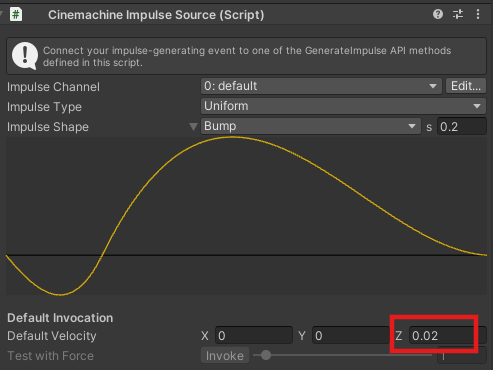 # Cinemachine Impulse Source (Script)
Connect your impulse-generating event to one of the GenerateImpulse API methods
defined in this script.
Impulse Channel 0: default Edit...
Impulse Type Uniform
Impulse Shape Bump s 0.2
Default Invocation
Default Velocity X 0 Y 0 Z 0.02
Test with Force Invoke 1